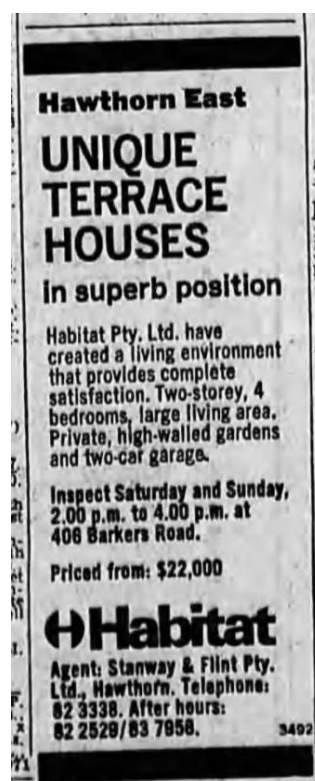 Hawthorn East
UNIQUE
TERRACE
HOUSES
in superb position
Habitat Pty. Ltd. have
created a living environment
that provides complete
satisfaction. Two-storey, 4
bedrooms, large living area.
Private, high-walled gardens
and two-car garage.
Inspect Saturday and Sunday,
2.00 p.m. to 4.00 p.m. at
406 Barkers Road.
Priced from: $22,000
Habitat
Agent: Stanway & Flint Pty.
Ltd., Hawthorn. Telephone:
82 3338. After hours:
82 2529/83 7958.
3492